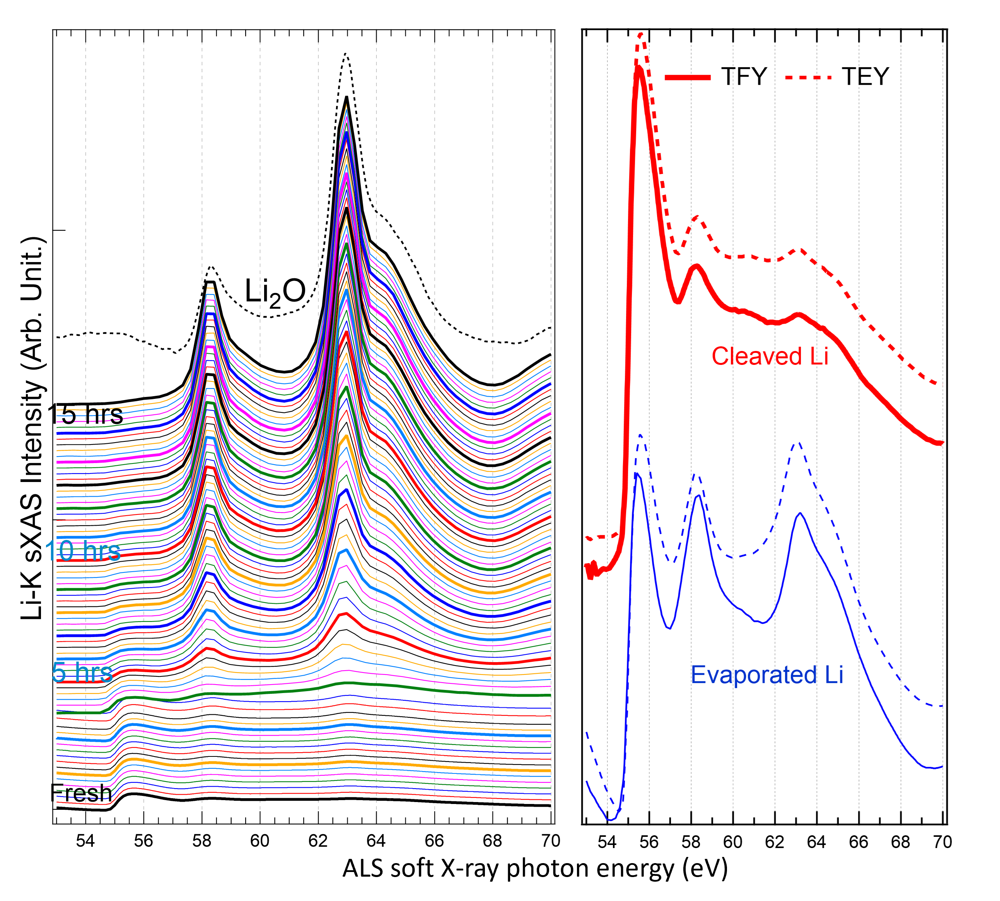 Li-K sXAS Intensity (Arb. Unit.)
Li₂O
15 hrs
10 hrs
5 hrs
Fresh
54 56 58 60 62 64 66 68 70
TFY TEY
Cleaved Li
Evaporated Li
54 56 58 60 62 64 66 68 70
ALS soft X-ray photon energy (eV)